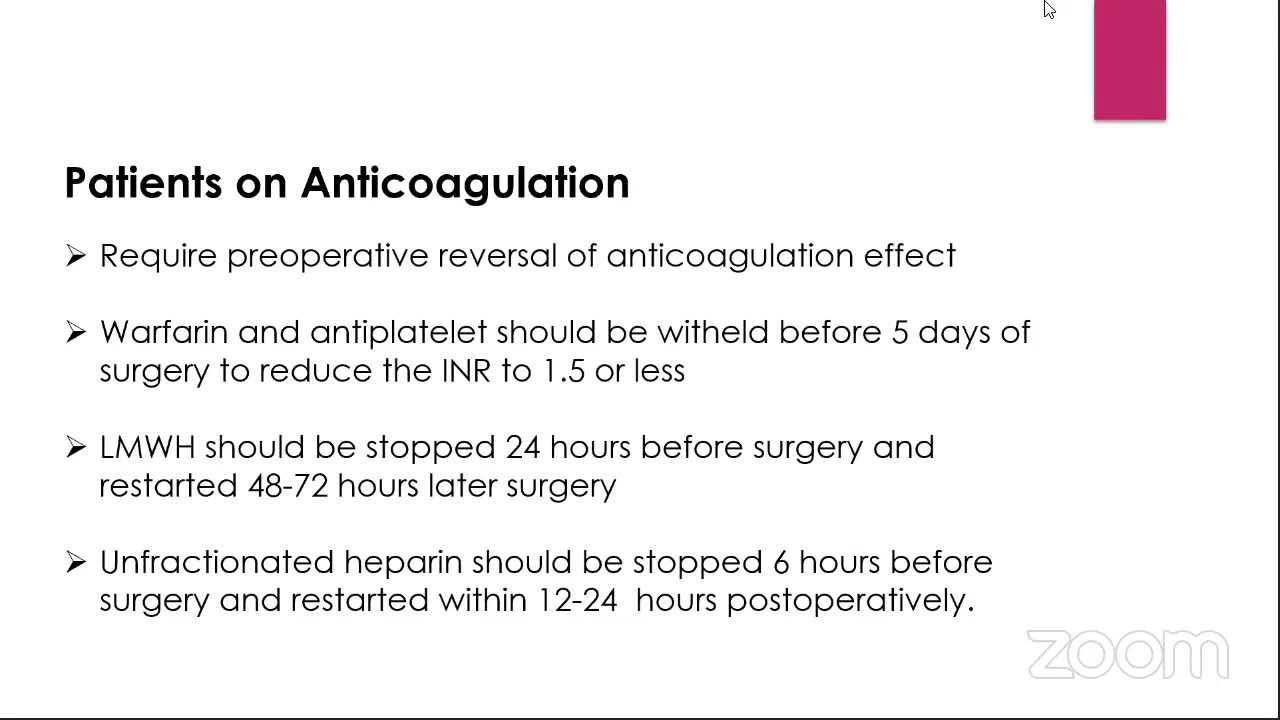 Patients on Anticoagulation
➢ Require preoperative reversal of anticoagulation effect
➢ Warfarin and antiplatelet should be witheld before 5 days of
surgery to reduce the INR to 1.5 or less
➢ LMWH should be stopped 24 hours before surgery and
restarted 48-72 hours later surgery
➢ Unfractionated heparin should be stopped 6 hours before
surgery and restarted within 12-24  hours postoperatively.
zoom